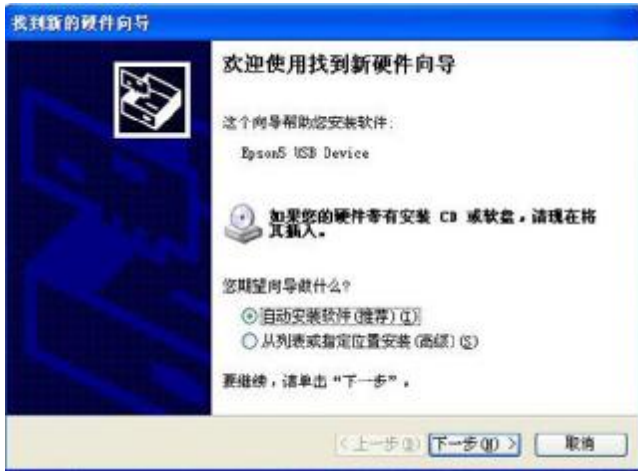 找到新的硬件向导
欢迎使用找到新硬件向导
这个向导帮助您安装软件:
Epson5 USB Device
如果您的硬件带有安装 CD 或软盘，请现在将
其插入。
您期望向导做什么?
自动安装软件(推荐)(I)
从列表或指定位置安装(高级)(S)
要继续，请单击“下一步”。
<上一步(B) 下一步(N) > 取消